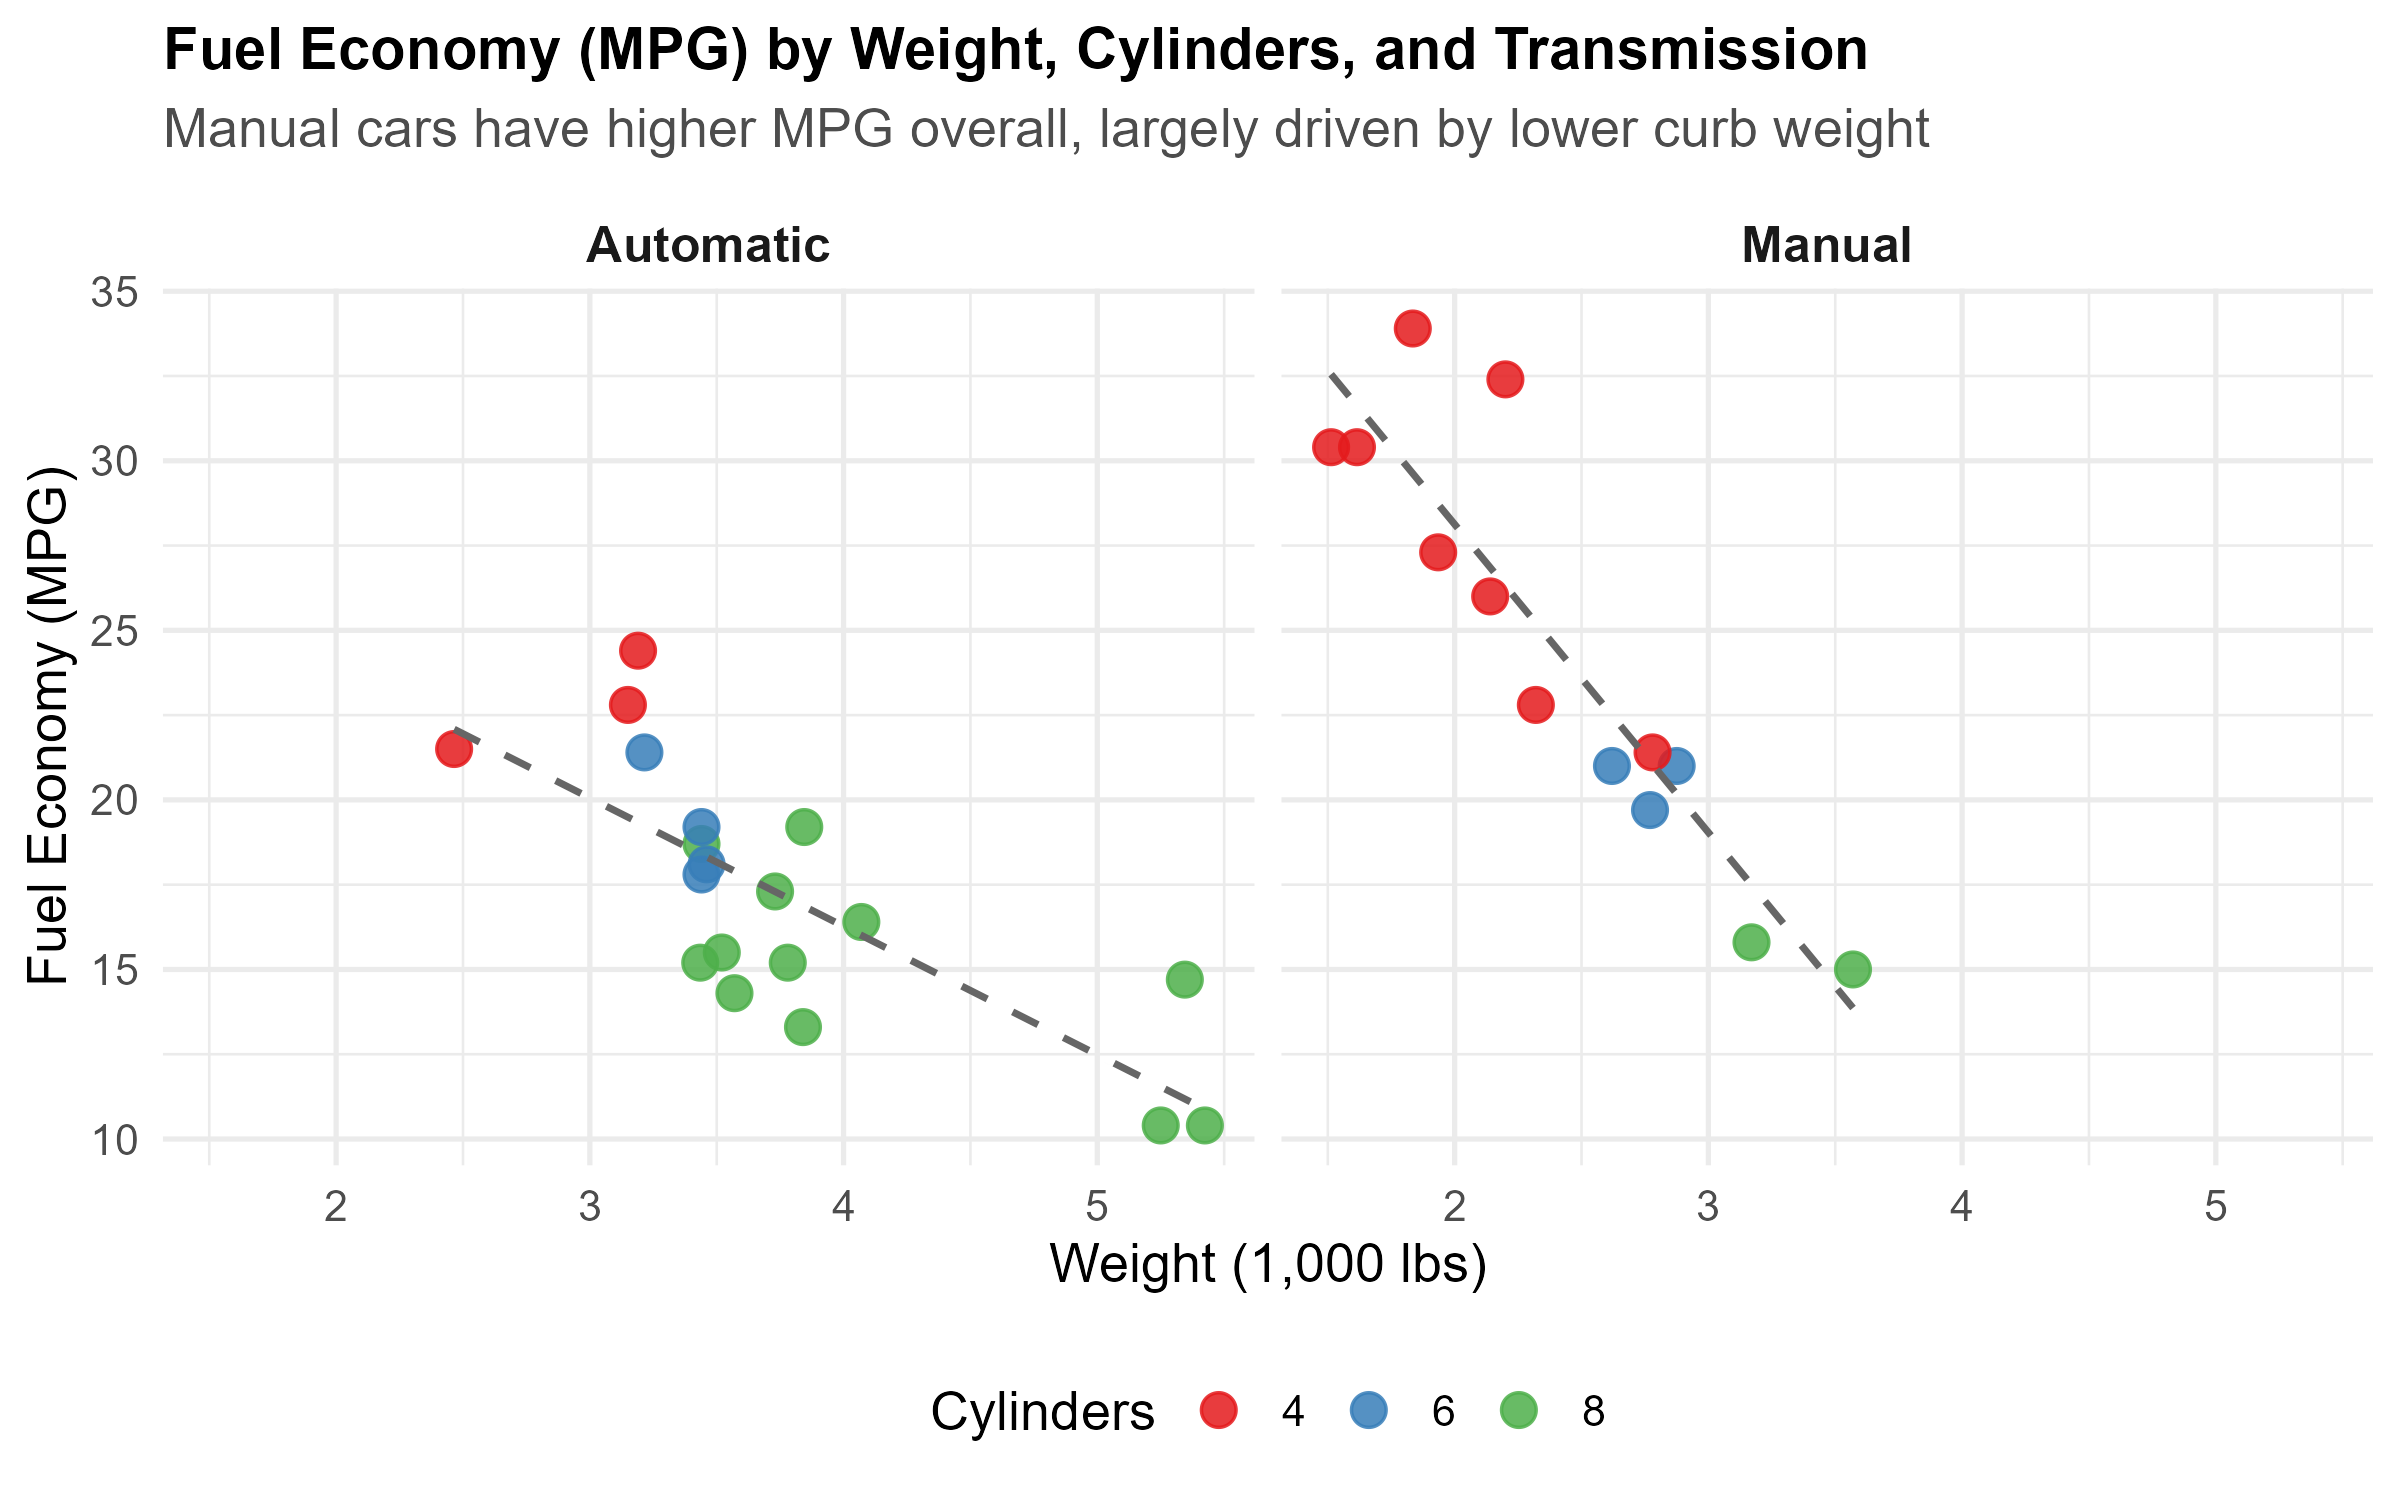 Fuel Economy (MPG) by Weight, Cylinders, and Transmission
Manual cars have higher MPG overall, largely driven by lower curb weight
Automatic
Manual
Fuel Economy (MPG)
35
30
25
20
15
10
2 3 4 5
2 3 4 5
Weight (1,000 lbs)
Cylinders 4 6 8